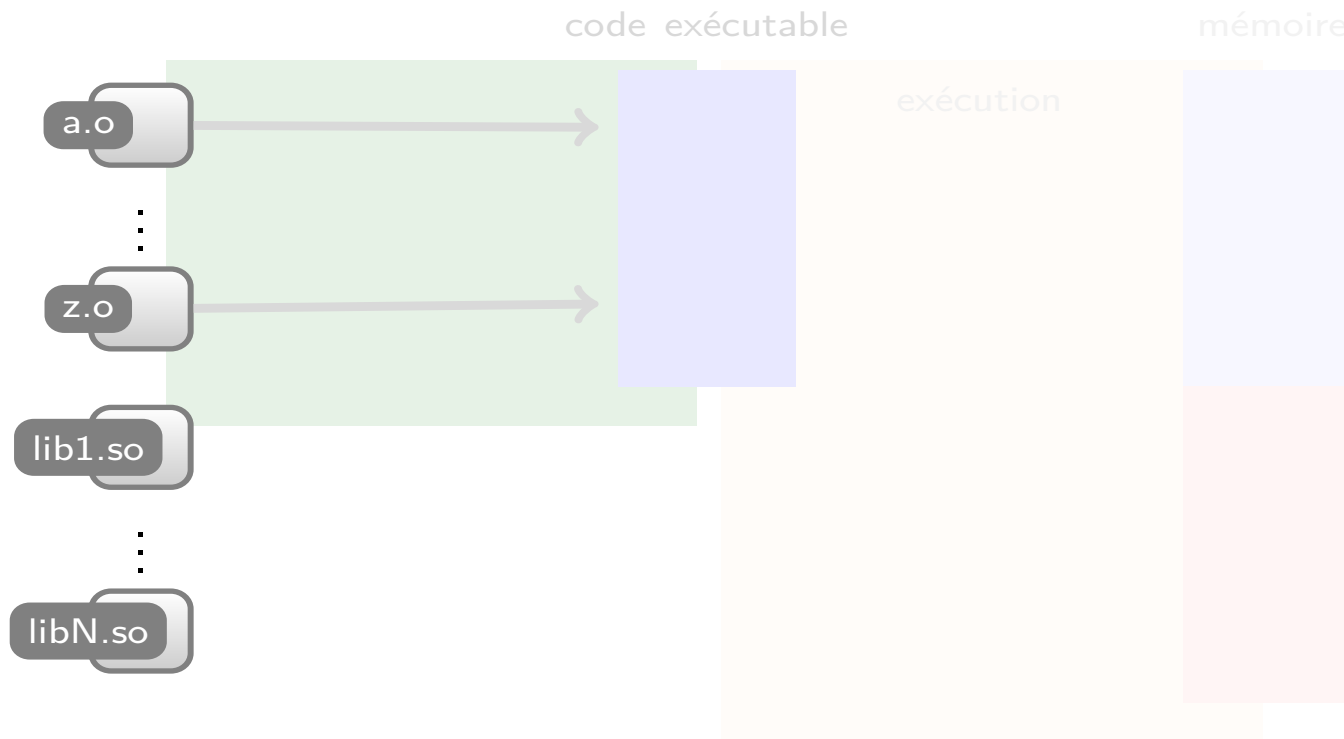 code exécutable
mémoire
exécution
a.o
z.o
lib1.so
libN.so